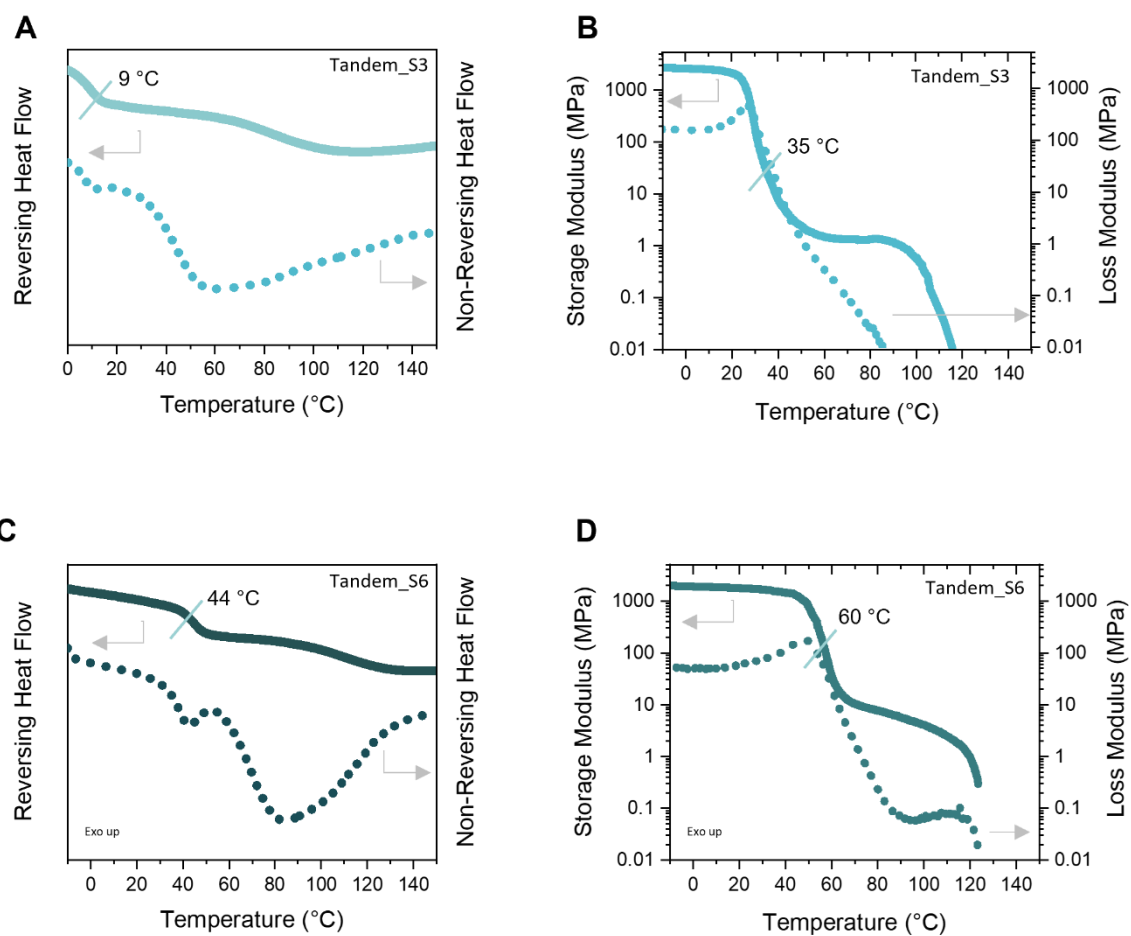 A
Tandem_S3
9 °C
Reversing Heat Flow
Non-Reversing Heat Flow
0 20 40 60 80 100 120 140
Temperature (°C)
B
Tandem_S3
35 °C
Storage Modulus (MPa)
1000
100
10
1
0.1
0.01
Loss Modulus (MPa)
1000
100
10
1
0.1
0.01
0 20 40 60 80 100 120 140
Temperature (°C)
C
Tandem_S6
44 °C
Reversing Heat Flow
Non-Reversing Heat Flow
Exo up
0 20 40 60 80 100 120 140
Temperature (°C)
D
Tandem_S6
60 °C
Storage Modulus (MPa)
1000
100
10
1
0.1
0.01
Loss Modulus (MPa)
1000
100
10
1
0.1
0.01
Exo up
0 20 40 60 80 100 120 140
Temperature (°C)